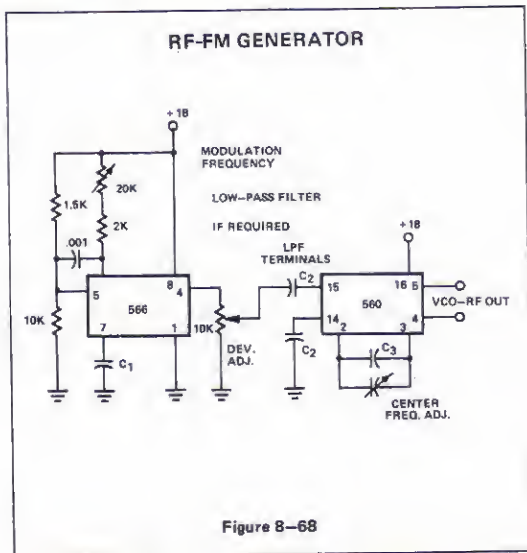 RF-FM GENERATOR
+18
MODULATION
FREQUENCY
20K
1.5K
LOW-PASS FILTER
2K
IF REQUIRED
+18
.001
LPF
TERMINALS
C2
8
4
15
16
5
5
566
10K
560
VCO-RF OUT
10K
7
1
14
2
3
4
C2
C1
DEV.
ADJ.
C3
CENTER
FREQ. ADJ.
Figure 8-68